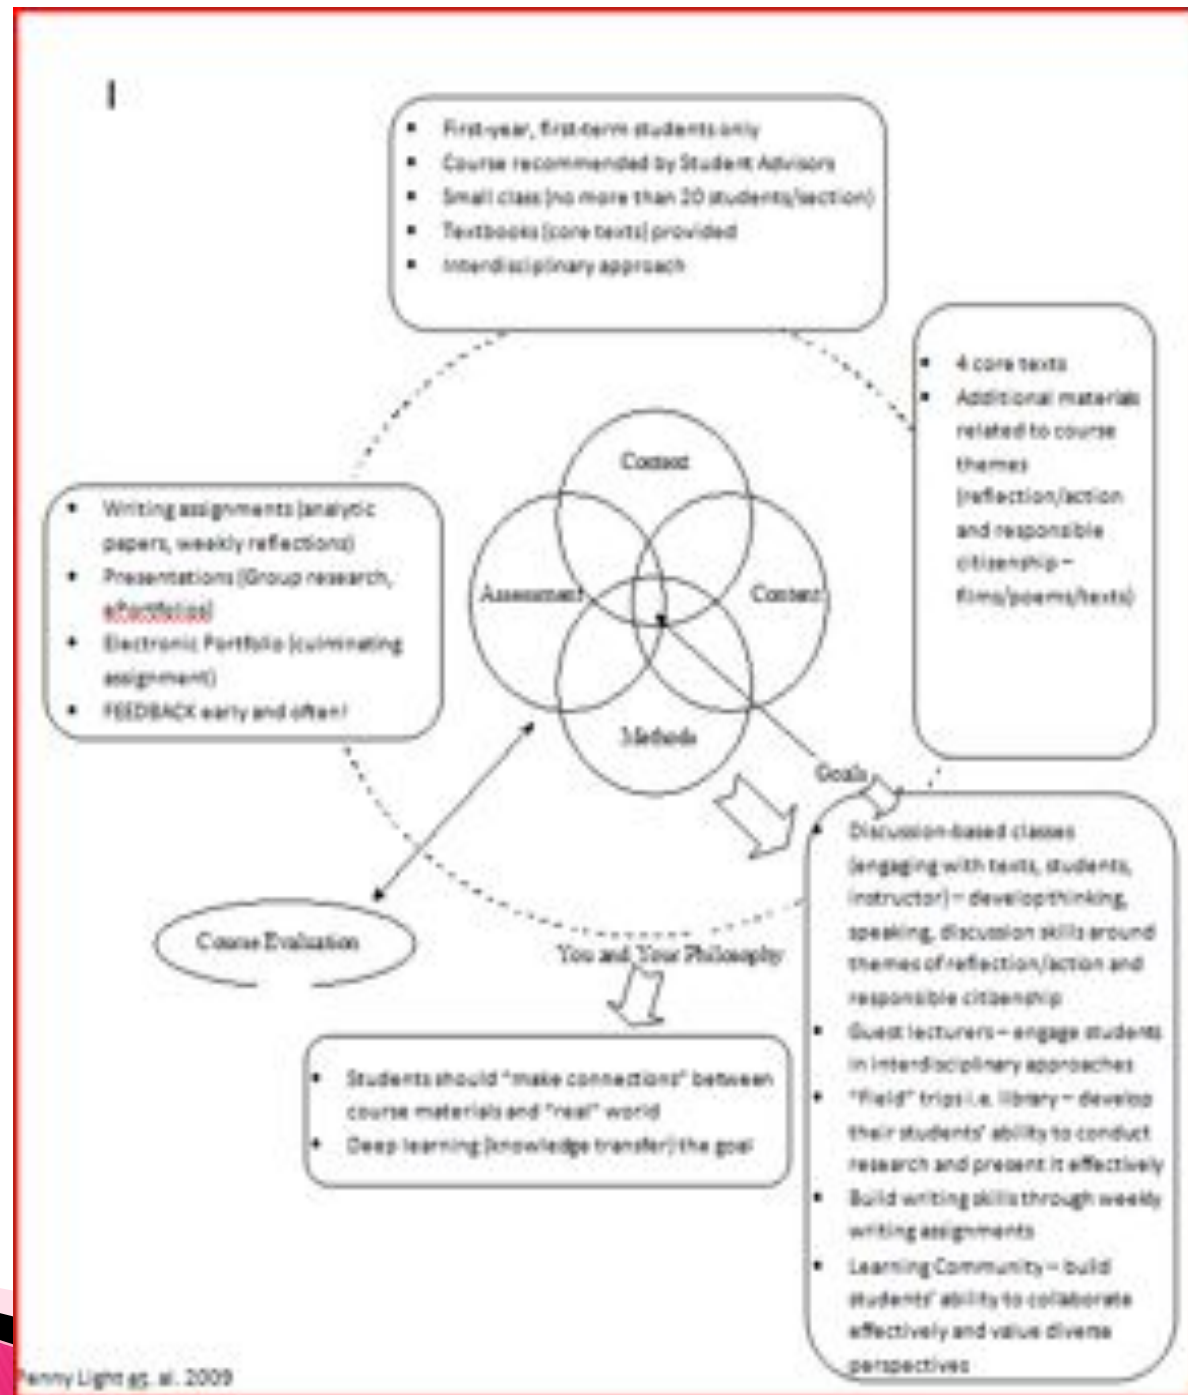 • First-year, first-term students only
• Course recommended by Student Advisors
• Small class (no more than 20 students/section)
• Textbooks (core texts) provided
• Interdisciplinary approach
• 4 core texts
• Additional materials
related to course
themes
(reflection/action
and responsible
citizenship –
films/poems/texts)
• Writing assignments (analytic
papers, weekly reflections)
• Presentations (Group research,
ePortfolios)
• Electronic Portfolio (culminating
assignment)
• FEEDBACK early and often!
Context
Assessment
Content
Methods
Goals
Course Evaluation
You and Your Philosophy
• Students should "make connections" between
course materials and "real" world
• Deep learning (knowledge transfer) the goal
• Discussion-based classes
(engaging with texts, students,
instructor) – developthinking,
speaking, discussion skills around
themes of reflection/action and
responsible citizenship
• Guest lecturers – engage students
in interdisciplinary approaches
• "Field" trips i.e. library – develop
their students' ability to conduct
research and present it effectively
• Build writing skills through weekly
writing assignments
• Learning Community – build
students' ability to collaborate
effectively and value diverse
perspectives
Penny Light et. al. 2009